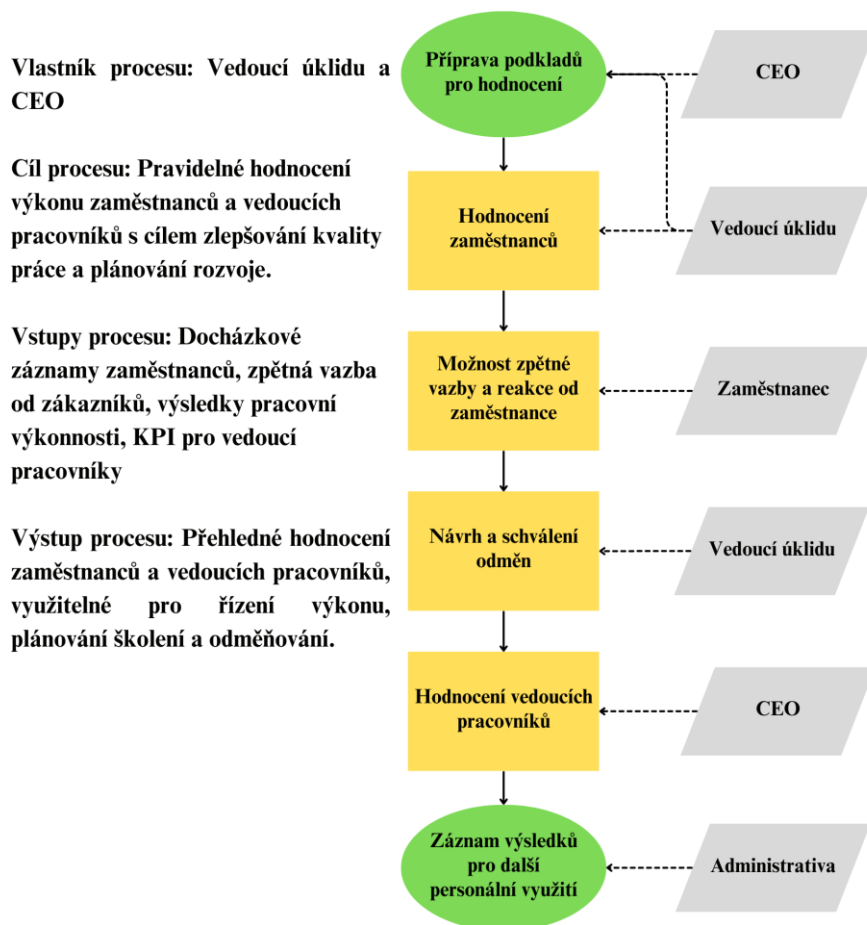 Vlastník procesu: Vedoucí úklidu a
CEO
Cíl procesu: Pravidelné hodnocení
výkonu zaměstnanců a vedoucích
pracovníků s cílem zlepšování kvality
práce a plánování rozvoje.
Vstupy procesu: Docházkové
záznamy zaměstnanců, zpětná vazba
od zákazníků, výsledky pracovní
výkonnosti, KPI pro vedoucí
pracovníky
Výstup procesu: Přehledné hodnocení
zaměstnanců a vedoucích pracovníků,
využitelné pro řízení výkonu,
plánování školení a odměňování.
Příprava podkladů
pro hodnocení
CEO
Hodnocení
zaměstnanců
Vedoucí úklidu
Možnost zpětné
vazby a reakce od
zaměstnance
Zaměstnanec
Návrh a schválení
odměn
Vedoucí úklidu
Hodnocení vedoucích
pracovníků
CEO
Záznam výsledků
pro další
personální využití
Administrativa